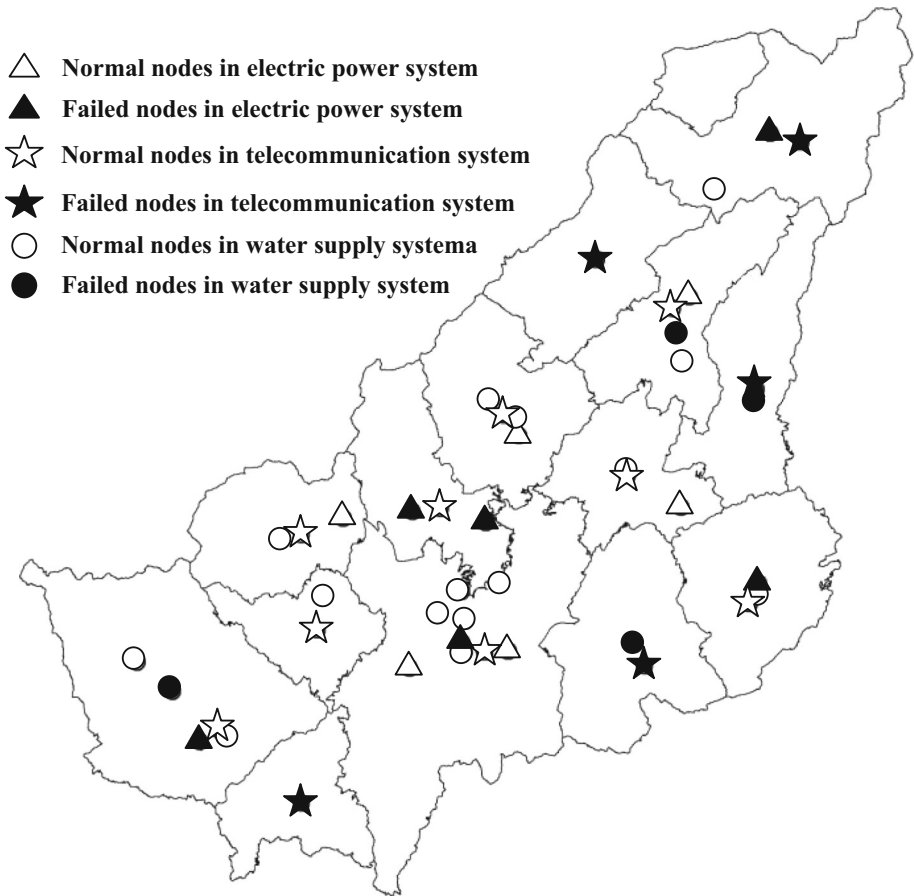 Normal nodes in electric power system
Failed nodes in electric power system
Normal nodes in telecommunication system
Failed nodes in telecommunication system
Normal nodes in water supply systema
Failed nodes in water supply system